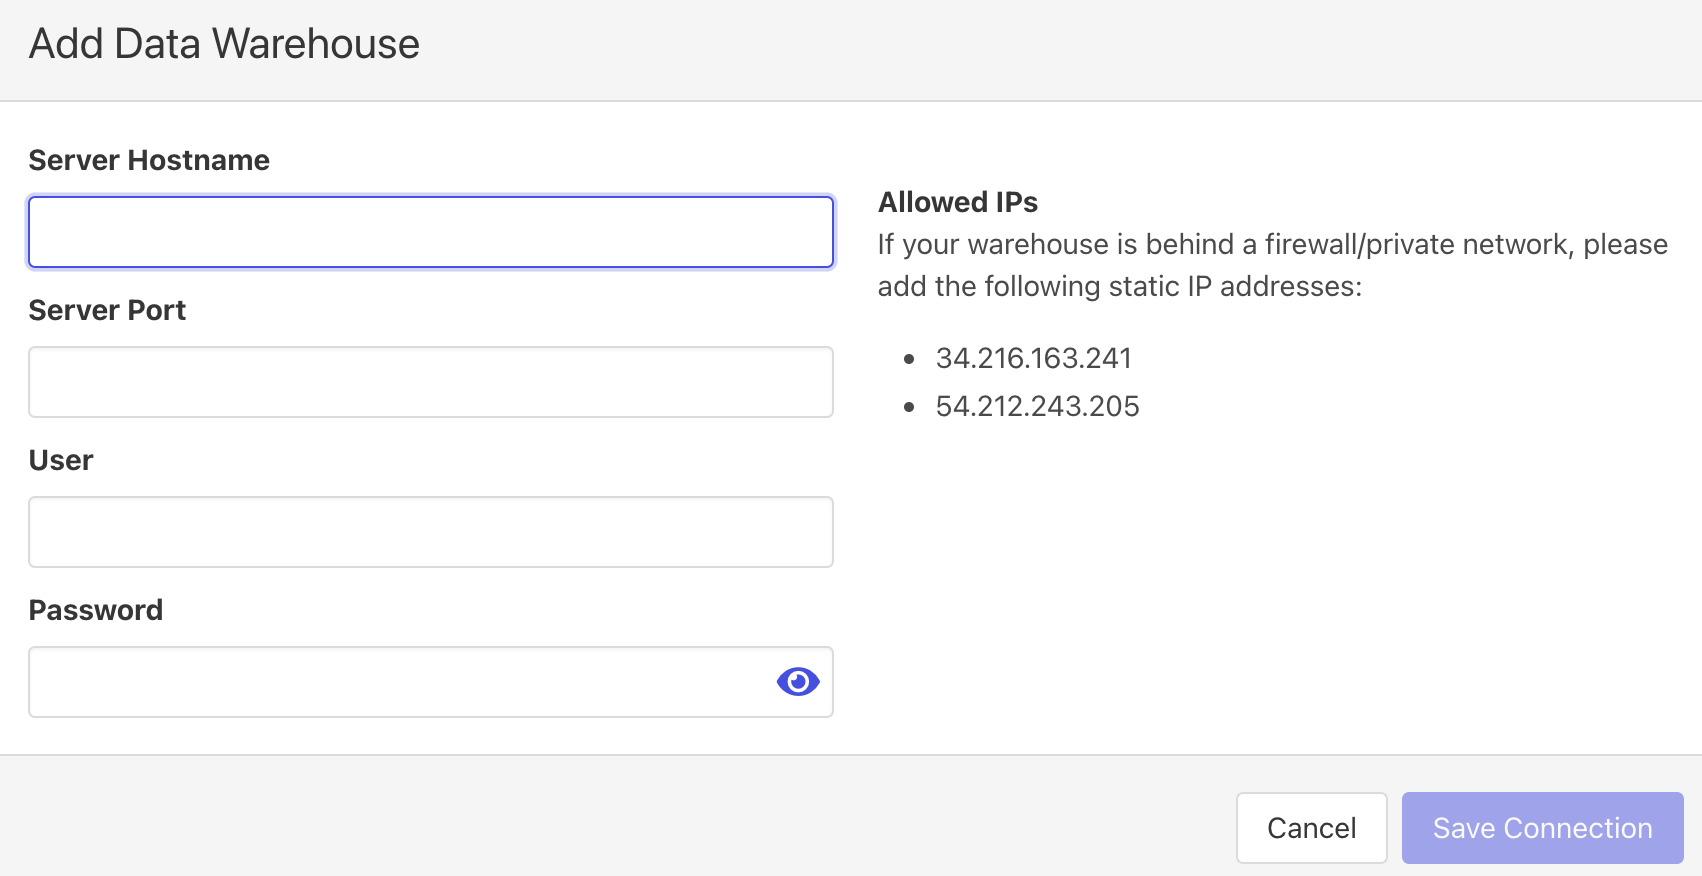 Add Data Warehouse
Server Hostname
Server Port
User
Password
Allowed IPs
If your warehouse is behind a firewall/private network, please
add the following static IP addresses:
• 34.216.163.241
• 54.212.243.205
Cancel
Save Connection